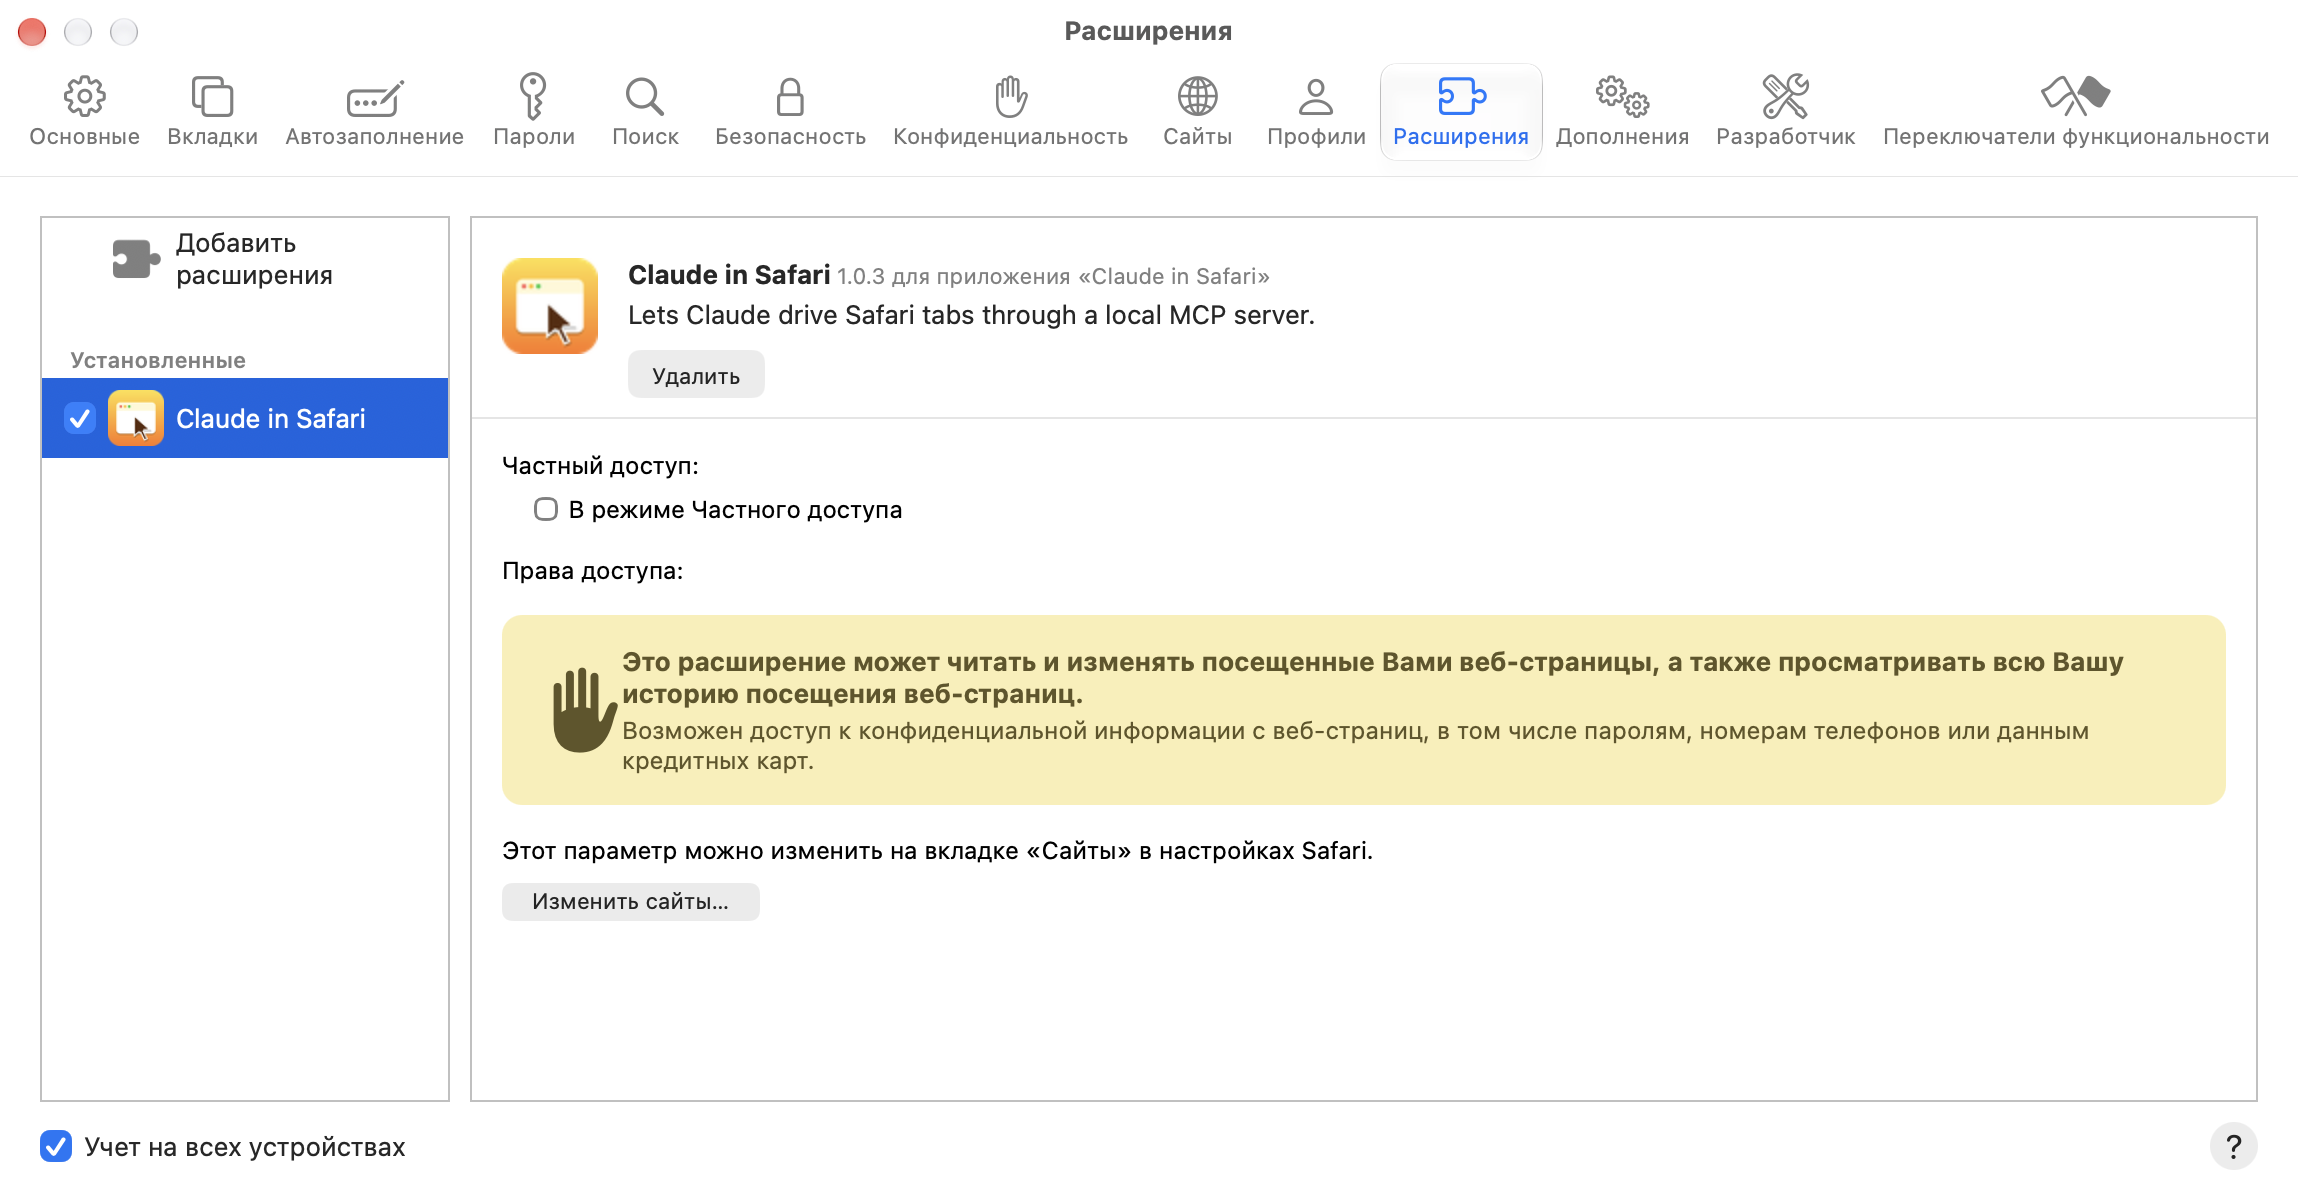 Расширения
Основные
Вкладки
Автозаполнение
Пароли
Поиск
Безопасность
Конфиденциальность
Сайты
Профили
Расширения
Дополнения
Разработчик
Переключатели функциональности
Добавить
расширения
Установленные
Claude in Safari
Claude in Safari 1.0.3 для приложения «Claude in Safari»
Lets Claude drive Safari tabs through a local MCP server.
Удалить
Частный доступ:
В режиме Частного доступа
Права доступа:
Это расширение может читать и изменять посещенные Вами веб-страницы, а также просматривать всю Вашу
историю посещения веб-страниц.
Возможен доступ к конфиденциальной информации с веб-страниц, в том числе паролям, номерам телефонов или данным
кредитных карт.
Этот параметр можно изменить на вкладке «Сайты» в настройках Safari.
Изменить сайты...
Учет на всех устройствах
?